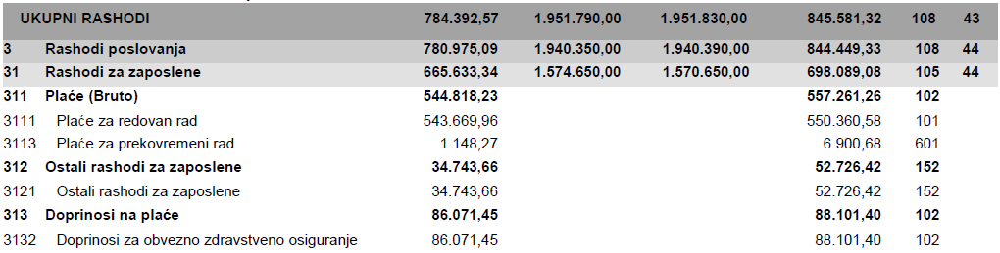 UKUPNI RASHODI 784.392,57 1.951.790,00 1.951.830,00 845.581,32 108 43
3 Rashodi poslovanja 780.975,09 1.940.350,00 1.940.390,00 844.449,33 108 44
31 Rashodi za zaposlene 665.633,34 1.574.650,00 1.570.650,00 698.089,08 105 44
311 Plaće (Bruto) 544.818,23 557.261,26 102
3111 Plaće za redovan rad 543.669,96 550.360,58 101
3113 Plaće za prekovremeni rad 1.148,27 6.900,68 601
312 Ostali rashodi za zaposlene 34.743,66 52.726,42 152
3121 Ostali rashodi za zaposlene 34.743,66 52.726,42 152
313 Doprinosi na plaće 86.071,45 88.101,40 102
3132 Doprinosi za obvezno zdravstveno osiguranje 86.071,45 88.101,40 102